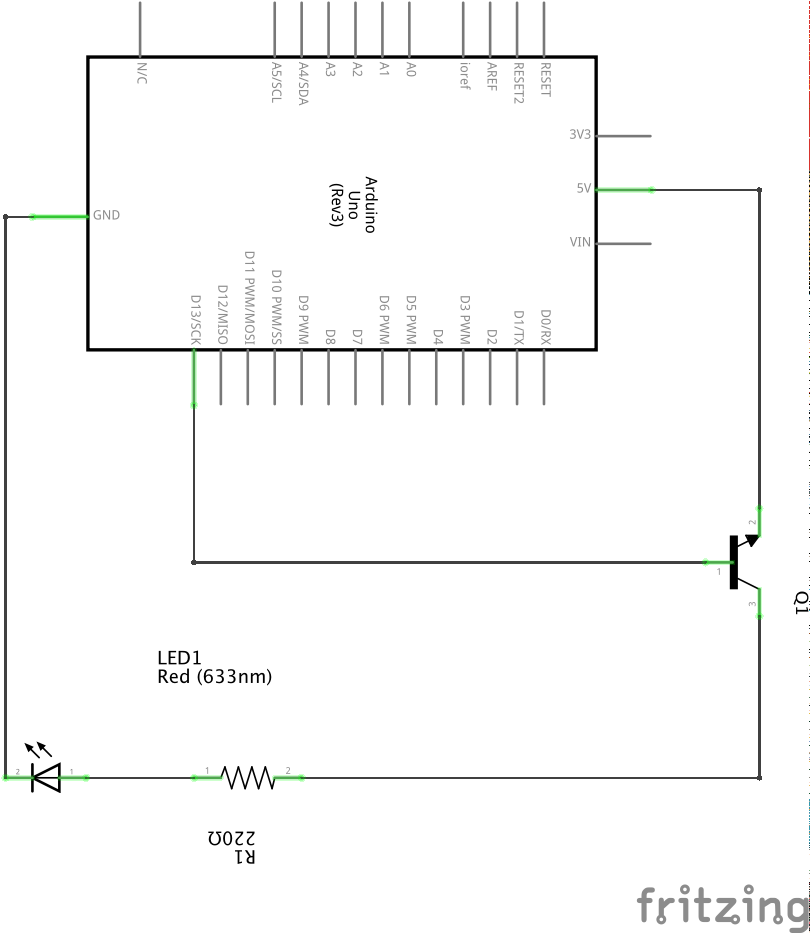 N/C
A5/SCL
A4/SDA
A3
A2
A1
A0
ioref
AREF
RESET2
RESET
3V3
5V
VIN
GND
Arduino
Uno
(Rev3)
D13/SCK
D12/MISO
D11 PWM/MOSI
D10 PWM/SS
D9 PWM
D8
D7
D6 PWM
D5 PWM
D4
D3 PWM
D2
D1/TX
D0/RX
2
1
3
Q1
LED1
Red (633nm)
2
1
1
2
R1
220Ω
fritzing